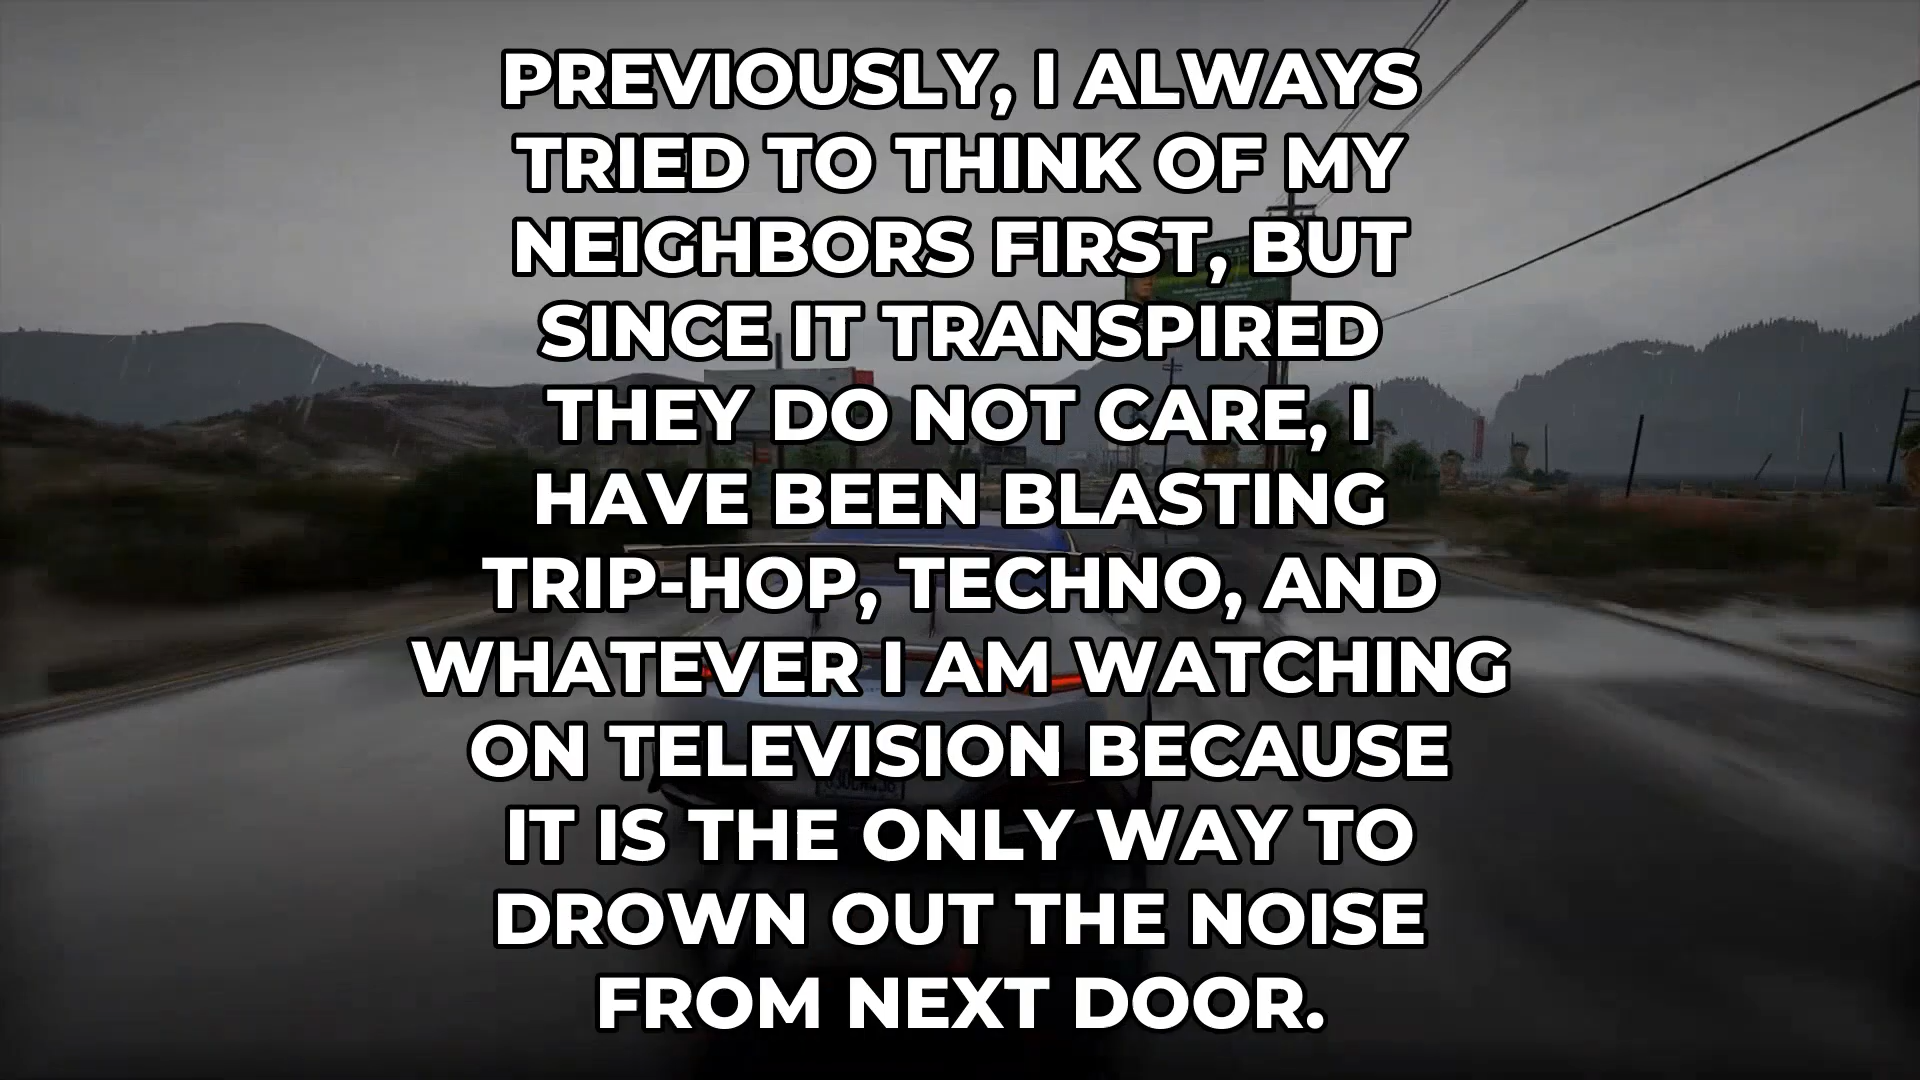 PREVIOUSLY, I ALWAYS
TRIED TO THINK OF MY
NEIGHBORS FIRST, BUT
SINCE IT TRANSPIRED
THEY DO NOT CARE, I
HAVE BEEN BLASTING
TRIP-HOP, TECHNO, AND
WHATEVER I AM WATCHING
ON TELEVISION BECAUSE
IT IS THE ONLY WAY TO
DROWN OUT THE NOISE
FROM NEXT DOOR.